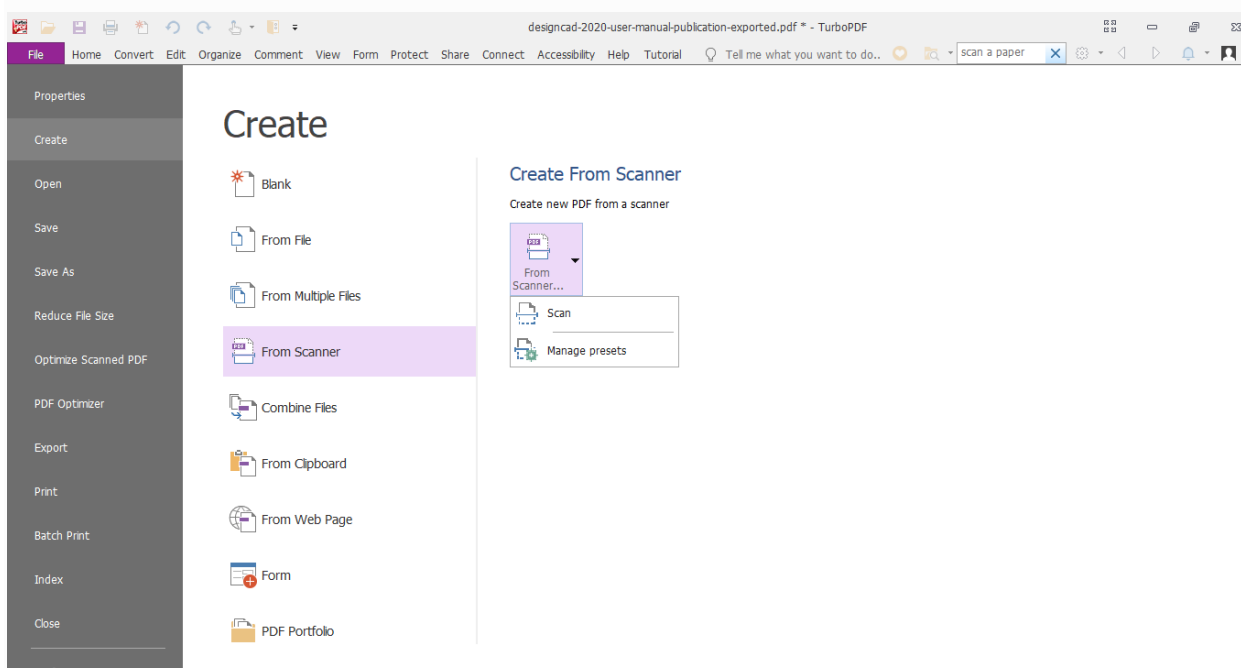 designcad-2020-user-manual-publication-exported.pdf * - TurboPDF
File Home Convert Edit Organize Comment View Form Protect Share Connect Accessibility Help Tutorial Tell me what you want to do.. scan a paper
Properties
Create
Open
Save
Save As
Reduce File Size
Optimize Scanned PDF
PDF Optimizer
Export
Print
Batch Print
Index
Close
Create
Blank
From File
From Multiple Files
PDF From Scanner
Combine Files
From Clipboard
From Web Page
Form
PDF Portfolio
Create From Scanner
Create new PDF from a scanner
PDF
From
Scanner...
Scan
Manage presets